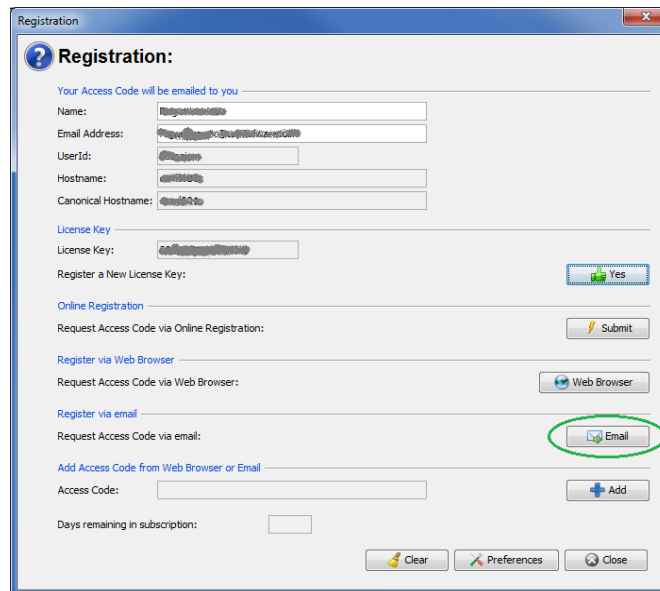 Registration
Registration:
Your Access Code will be emailed to you
Name:
Email Address:
UserId:
Hostname:
Canonical Hostname:
License Key
License Key:
Register a New License Key: Yes
Online Registration
Request Access Code via Online Registration: Submit
Register via Web Browser
Request Access Code via Web Browser: Web Browser
Register via email
Request Access Code via email: Email
Add Access Code from Web Browser or Email
Access Code: Add
Days remaining in subscription:
Clear Preferences Close